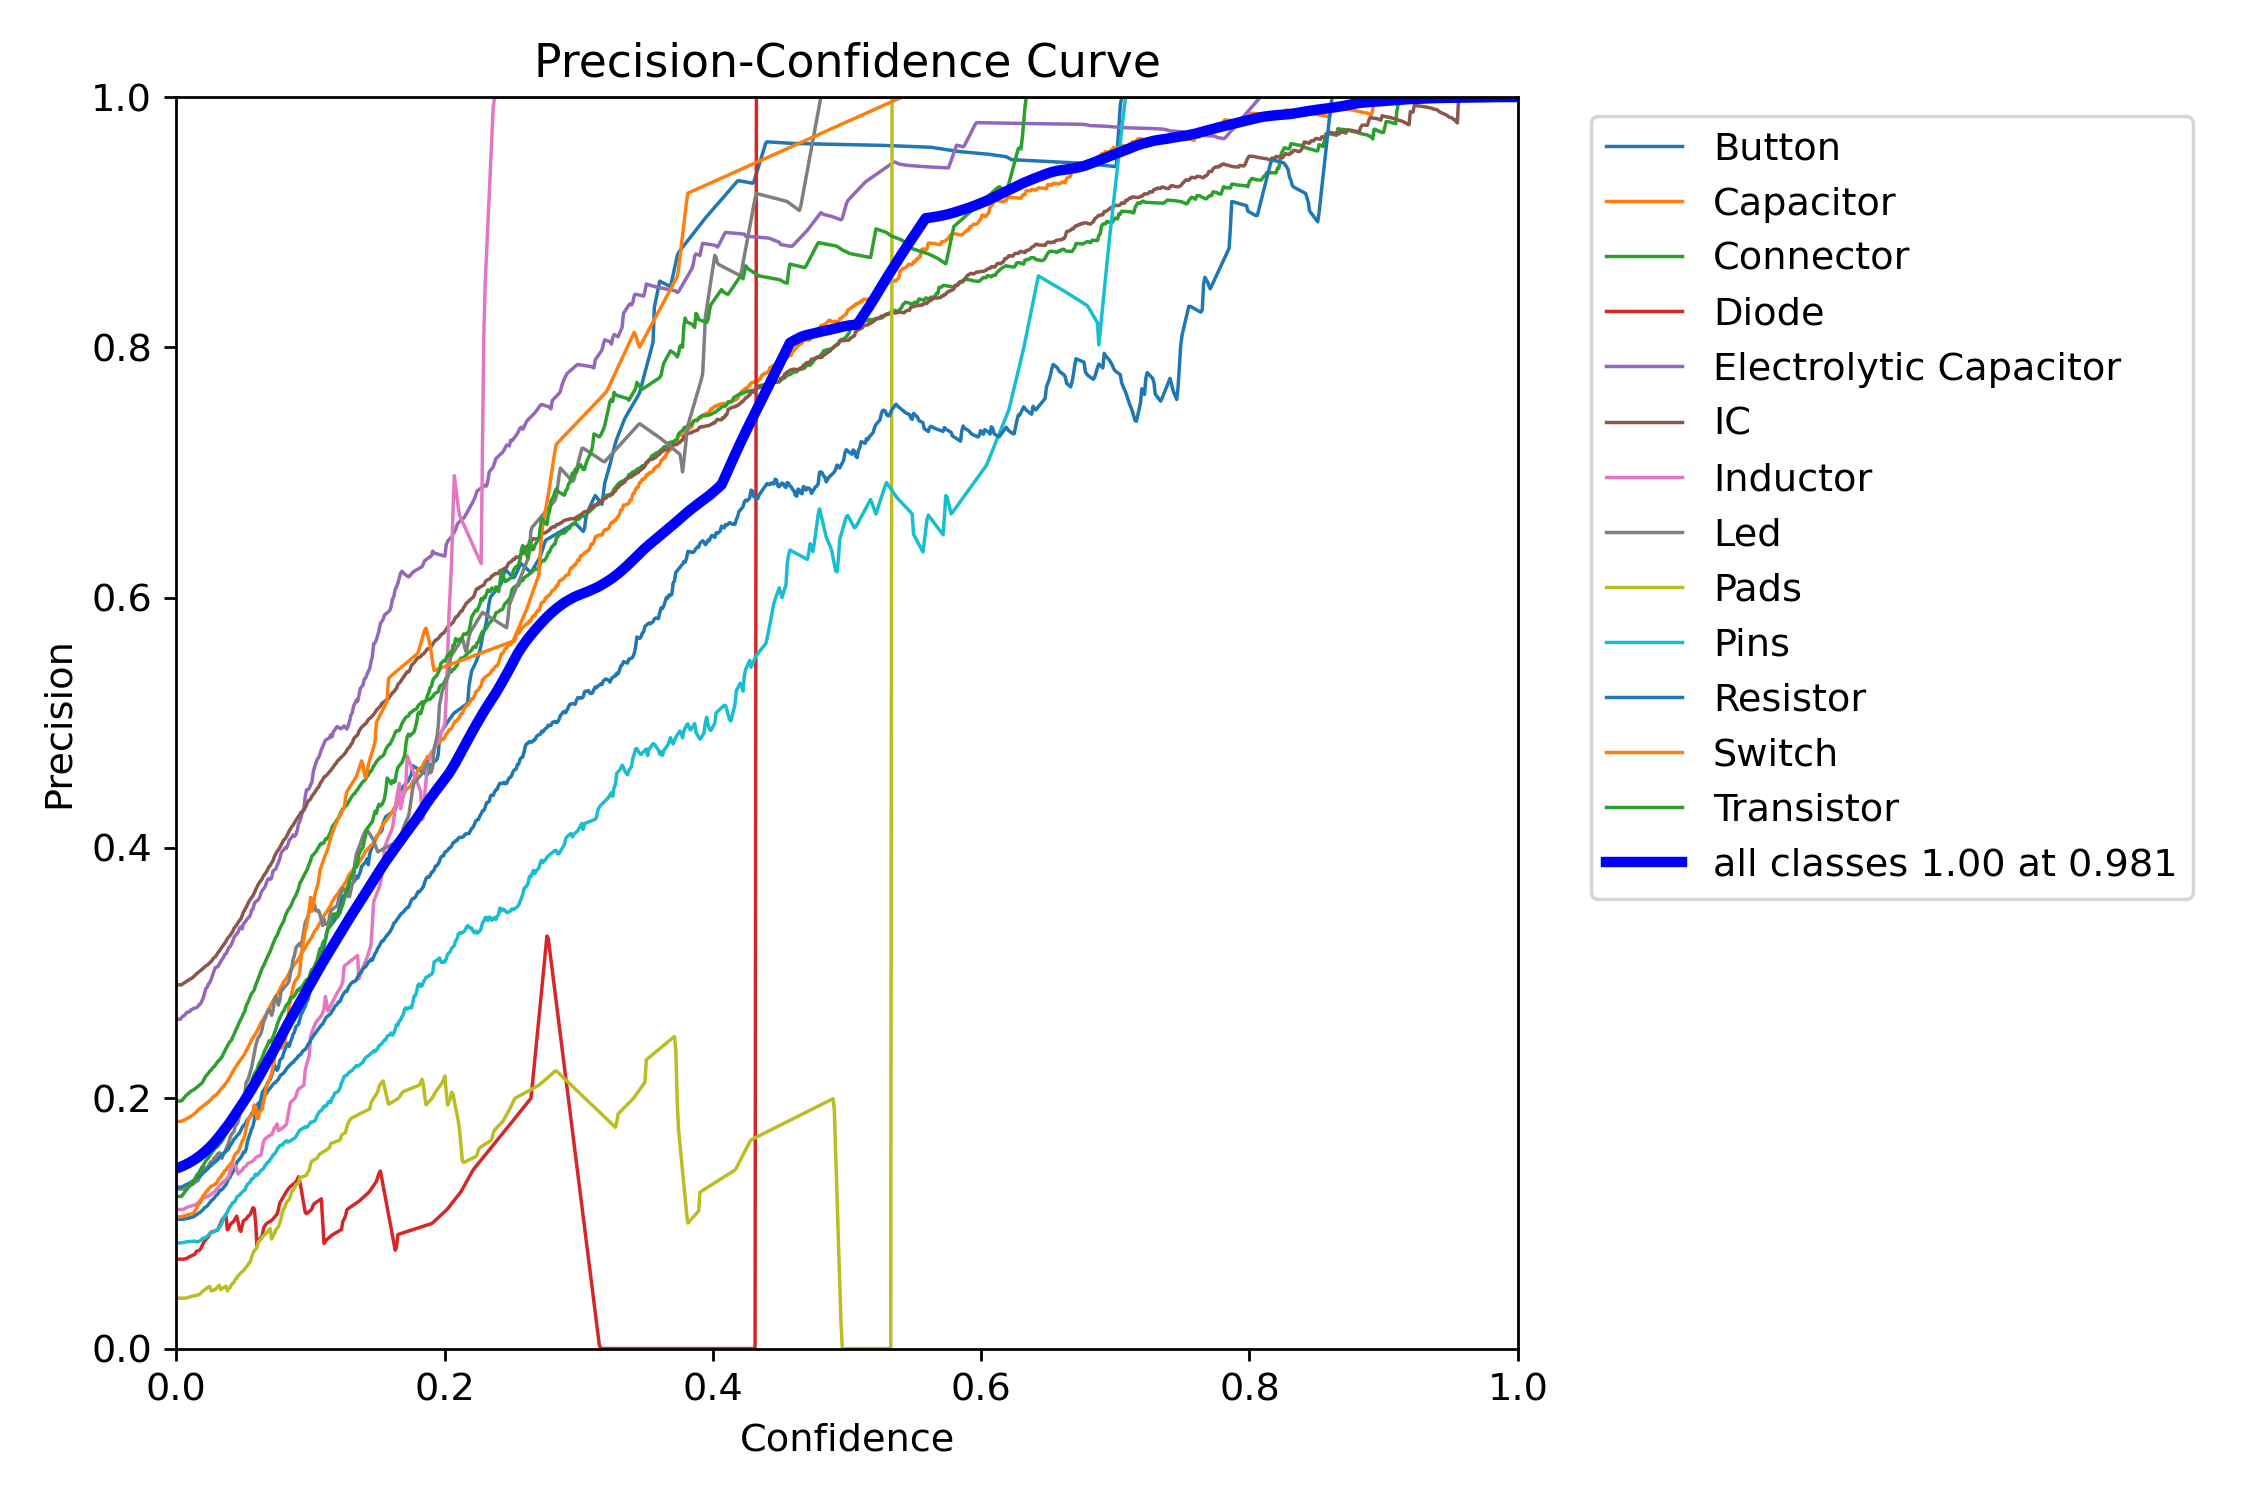 Precision-Confidence Curve
1.0
0.8
0.6
0.4
0.2
0.0
Precision
0.0 0.2 0.4 0.6 0.8 1.0
Confidence
Button
Capacitor
Connector
Diode
Electrolytic Capacitor
IC
Inductor
Led
Pads
Pins
Resistor
Switch
Transistor
all classes 1.00 at 0.981